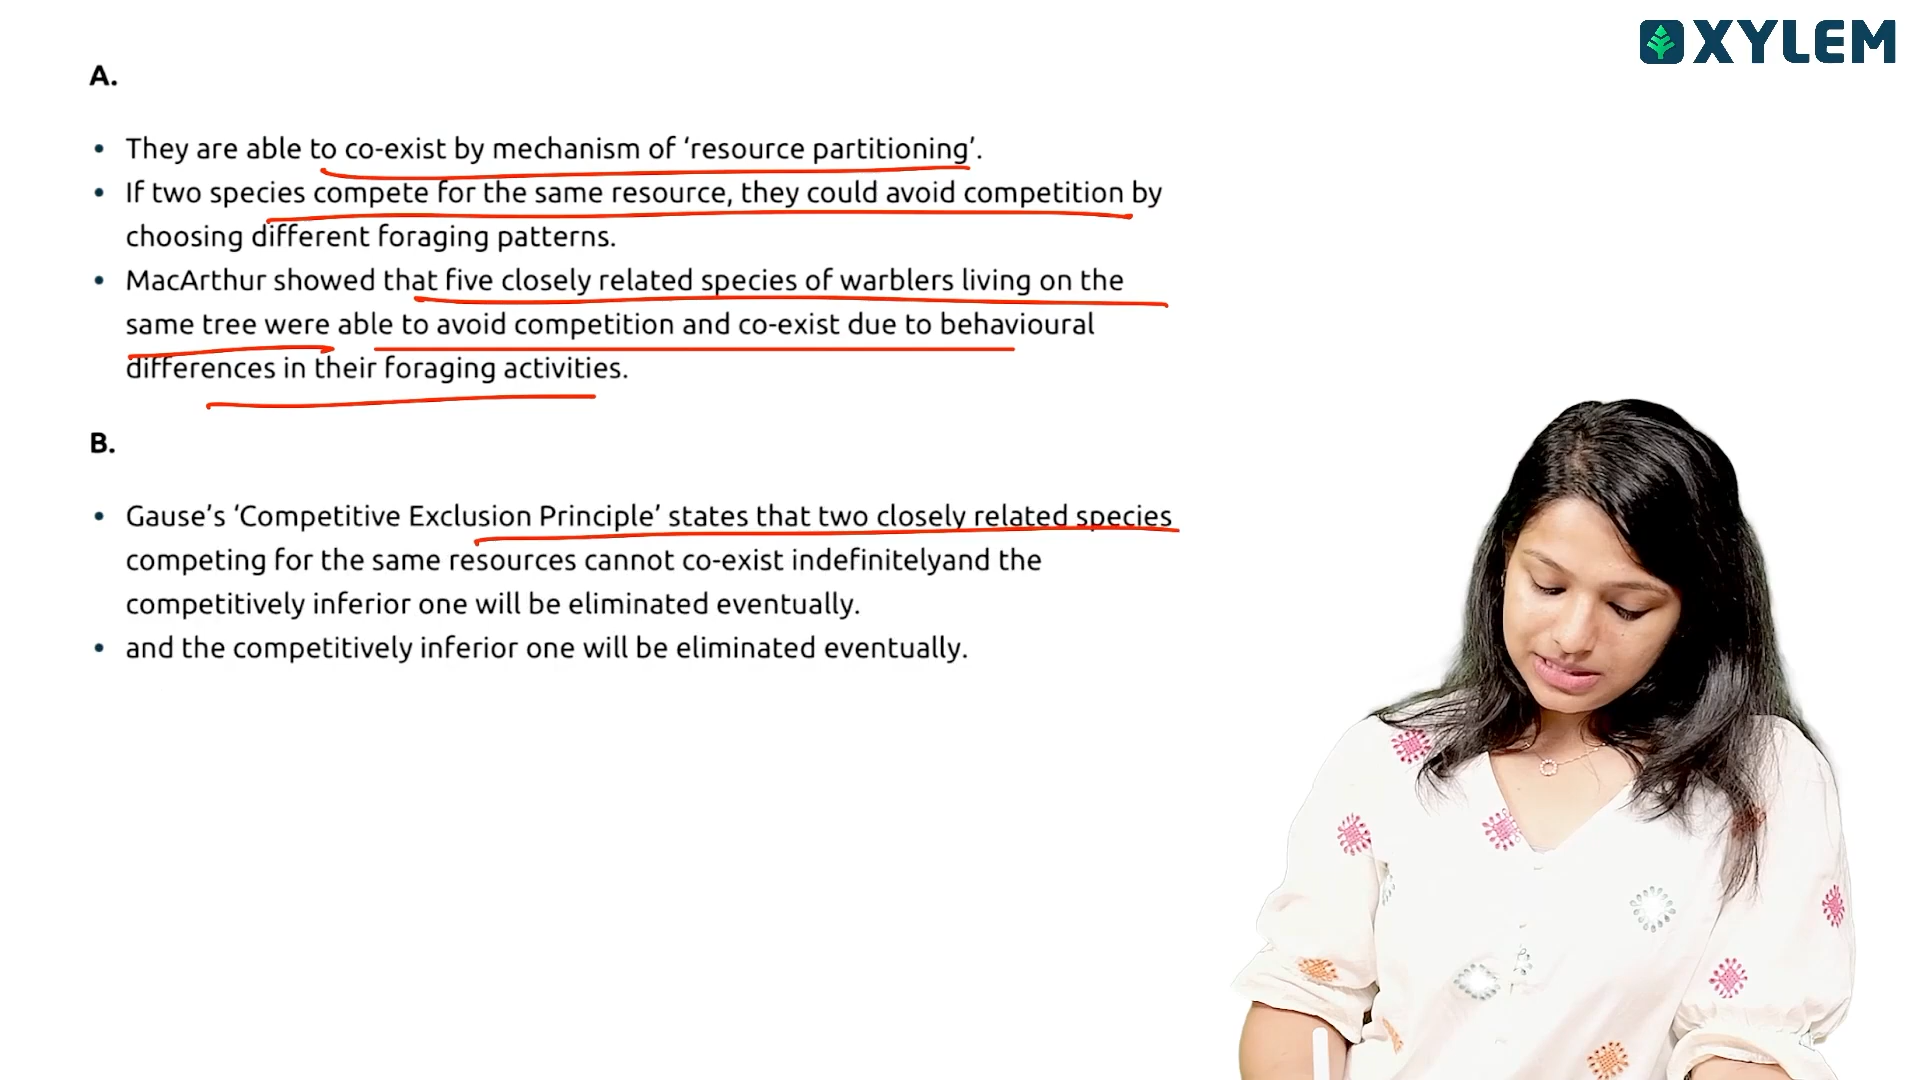 XYLEM
A.
• They are able to co-exist by mechanism of ‘resource partitioning’.
• If two species compete for the same resource, they could avoid competition by
choosing different foraging patterns.
• MacArthur showed that five closely related species of warblers living on the
same tree were able to avoid competition and co-exist due to behavioural
differences in their foraging activities.
B.
• Gause’s ‘Competitive Exclusion Principle’ states that two closely related species
competing for the same resources cannot co-exist indefinitelyand the
competitively inferior one will be eliminated eventually.
• and the competitively inferior one will be eliminated eventually.